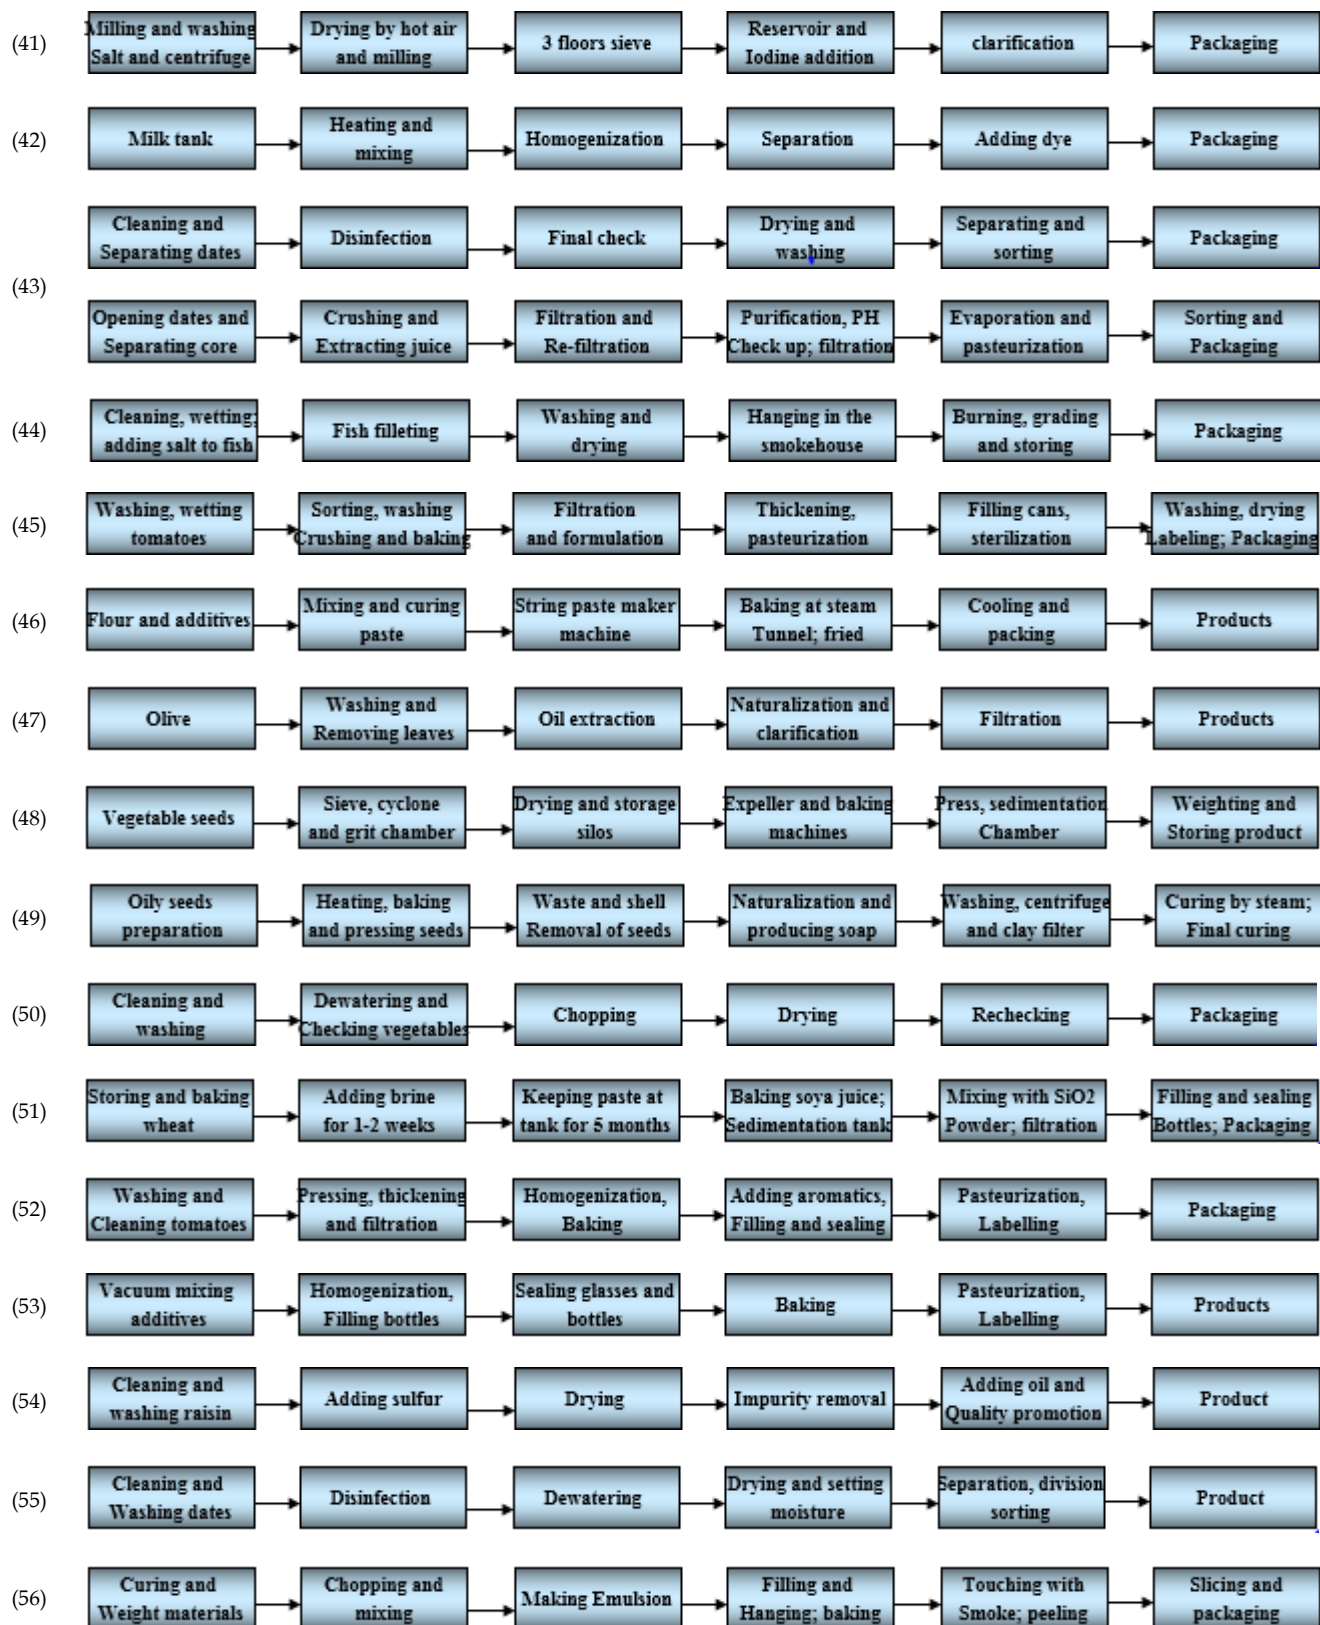 (41)
Milling and washing
Salt and centrifuge
Drying by hot air
and milling
3 floors sieve
Reservoir and
Iodine addition
clarification
Packaging
(42)
Milk tank
Heating and
mixing
Homogenization
Separation
Adding dye
Packaging
(43)
Cleaning and
Separating dates
Disinfection
Final check
Drying and
washing
Separating and
sorting
Packaging
Opening dates and
Separating core
Crushing and
Extracting juice
Filtration and
Re-filtration
Purification, PH
Check up; filtration
Evaporation and
pasteurization
Sorting and
Packaging
(44)
Cleaning, wetting;
adding salt to fish
Fish filleting
Washing and
drying
Hanging in the
smokehouse
Burning, grading
and storing
Packaging
(45)
Washing, wetting
tomatoes
Sorting, washing
Crushing and baking
Filtration
and formulation
Thickening,
pasteurization
Filling cans,
sterilization
Washing, drying
Labeling; Packaging
(46)
Flour and additives
Mixing and curing
paste
String paste maker
machine
Baking at steam
Tunnel; fried
Cooling and
packing
Products
(47)
Olive
Washing and
Removing leaves
Oil extraction
Naturalization and
clarification
Filtration
Products
(48)
Vegetable seeds
Sieve, cyclone
and grit chamber
Drying and storage
silos
Expeller and baking
machines
Press, sedimentation
Chamber
Weighting and
Storing product
(49)
Oily seeds
preparation
Heating, baking
and pressing seeds
Waste and shell
Removal of seeds
Naturalization and
producing soap
Washing, centrifuge
and clay filter
Curing by steam;
Final curing
(50)
Cleaning and
washing
Dewatering and
Checking vegetables
Chopping
Drying
Rechecking
Packaging
(51)
Storing and baking
wheat
Adding brine
for 1-2 weeks
Keeping paste at
tank for 5 months
Baking soya juice;
Sedimentation tank
Mixing with SiO2
Powder; filtration
Filling and sealing
Bottles; Packaging
(52)
Washing and
Cleaning tomatoes
Pressing, thickening
and filtration
Homogenization,
Baking
Adding aromatics,
Filling and sealing
Pasteurization,
Labelling
Packaging
(53)
Vacuum mixing
additives
Homogenization,
Filling bottles
Sealing glasses and
bottles
Baking
Pasteurization,
Labelling
Products
(54)
Cleaning and
washing raisin
Adding sulfur
Drying
Impurity removal
Adding oil and
Quality promotion
Product
(55)
Cleaning and
Washing dates
Disinfection
Dewatering
Drying and setting
moisture
Separation, division
sorting
Product
(56)
Curing and
Weight materials
Chopping and
mixing
Making Emulsion
Filling and
Hanging; baking
Touching with
Smoke; peeling
Slicing and
packaging